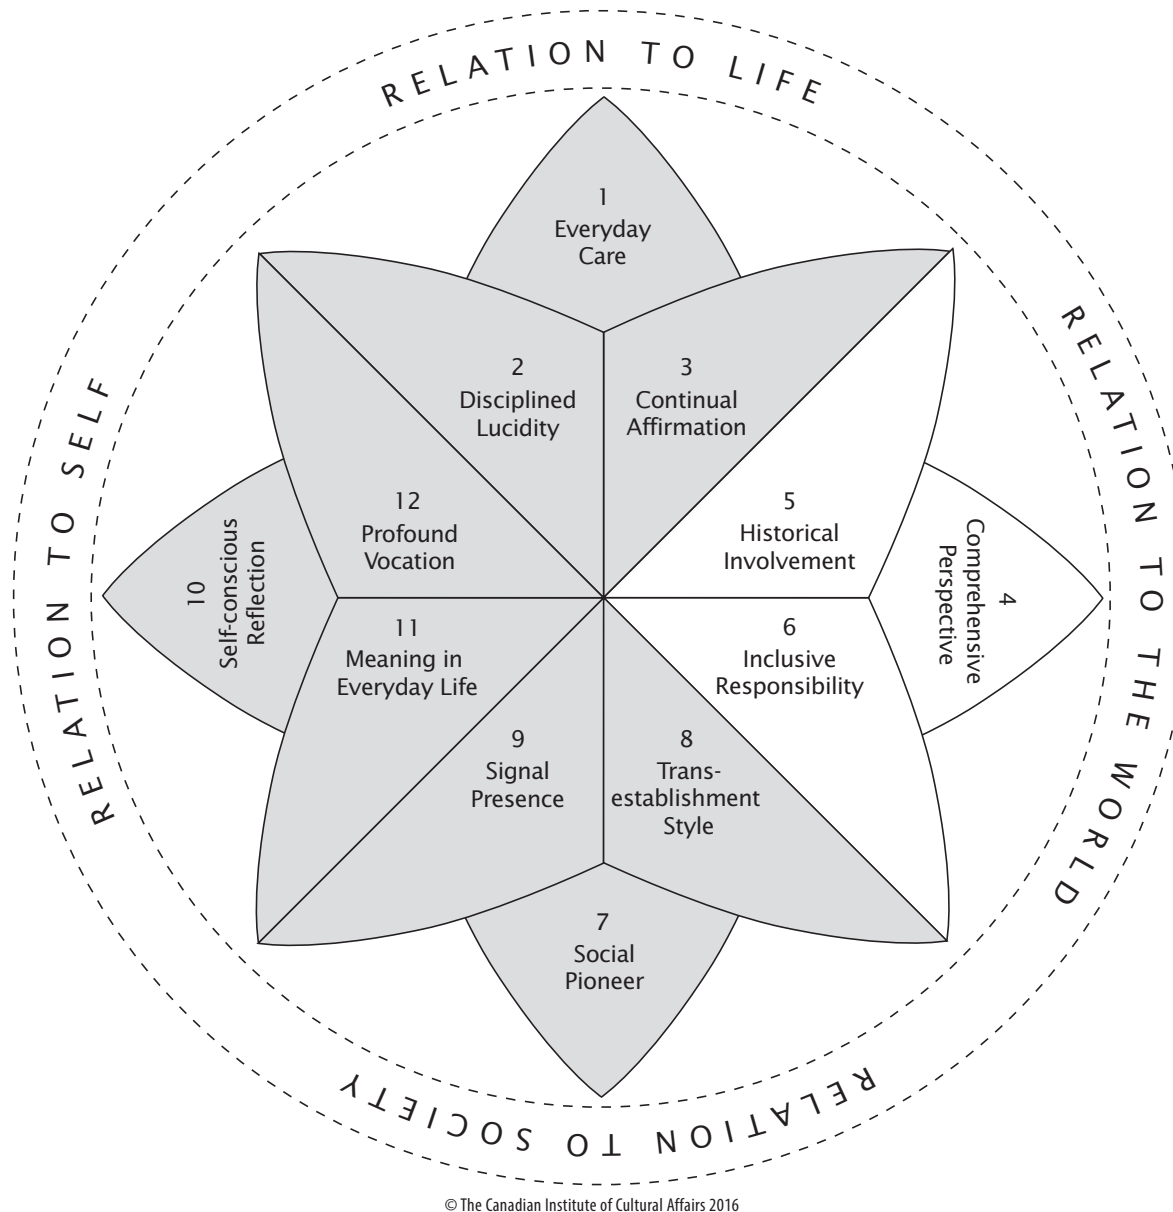 RELATION TO LIFE
1
Everyday
Care
2
Disciplined
Lucidity
3
Continual
Affirmation
RELATION TO THE WORLD
4
Comprehensive
Perspective
5
Historical
Involvement
6
Inclusive
Responsibility
RELATION TO SOCIETY
7
Social
Pioneer
8
Trans-
establishment
Style
9
Signal
Presence
RELATION TO SELF
10
Self-conscious
Reflection
11
Meaning in
Everyday Life
12
Profound
Vocation
© The Canadian Institute of Cultural Affairs 2016